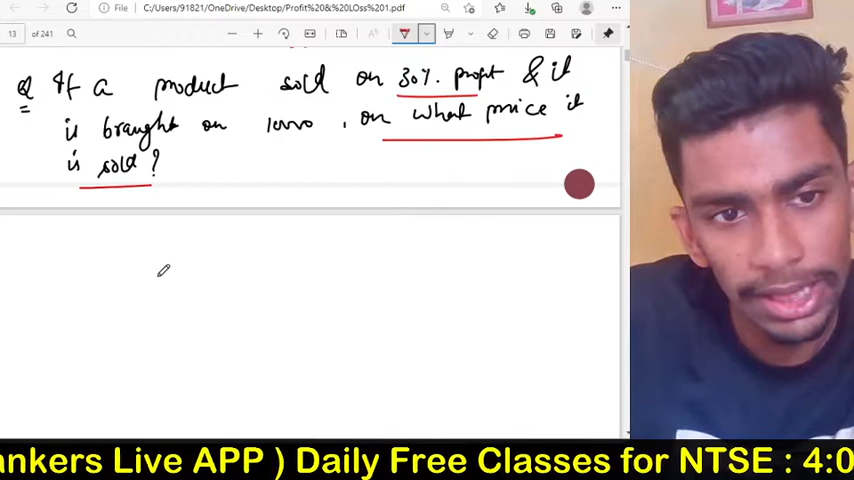 C:/Users/91821/OneDrive/Desktop/Profit%20&%20LOss%201.pdf
13 of 241
Q If a product sold on 30%. profit & it
is braught on 1000 , on what price it
is sold?
ankers Live APP ) Daily Free Classes for NTSE : 4:0